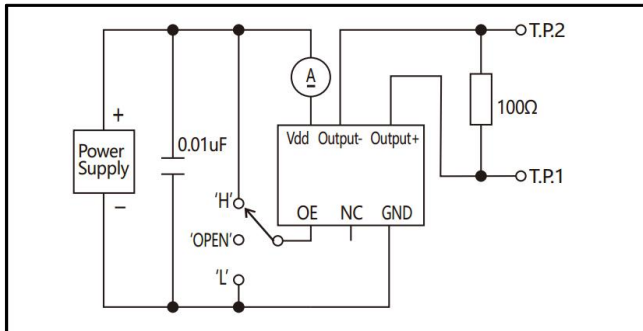 T.P.2
A
+
0.01uF
Vdd Output- Output+
100Ω
Power
Supply
T.P.1
−
'H'
OE NC GND
'OPEN'
'L'